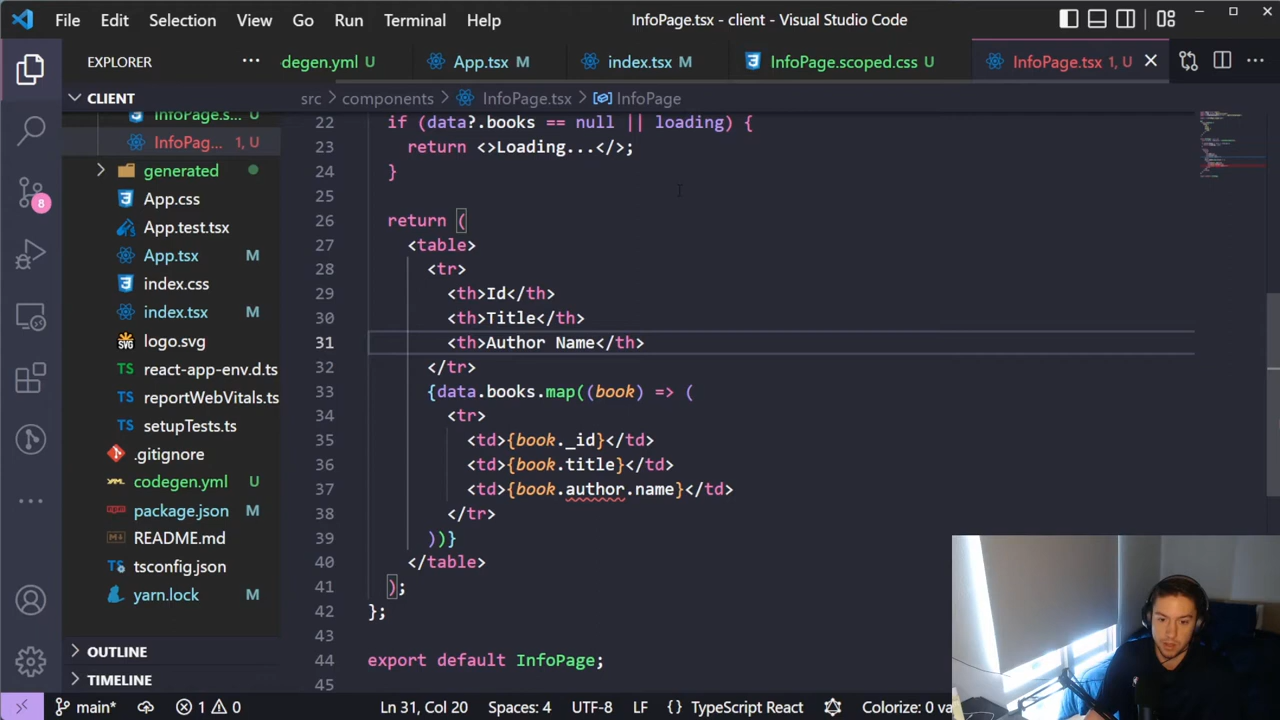 File Edit Selection View Go Run Terminal Help InfoPage.tsx - client - Visual Studio Code
EXPLORER degen.yml U App.tsx M index.tsx M InfoPage.scoped.css U InfoPage.tsx 1, U
CLIENT src > components > InfoPage.tsx > InfoPage
InfoPage.s... U
InfoPag... 1, U
generated
App.css
App.test.tsx
App.tsx M
index.css
index.tsx M
logo.svg
react-app-env.d.ts
reportWebVitals.ts
setupTests.ts
.gitignore
codegen.yml U
package.json M
README.md
tsconfig.json
yarn.lock M
OUTLINE
TIMELINE
8
22 if (data?.books == null || loading) {
23 return <>Loading...</>;
24 }
25
26 return (
27 <table>
28 <tr>
29 <th>Id</th>
30 <th>Title</th>
31 <th>Author Name</th>
32 </tr>
33 {data.books.map((book) => (
34 <tr>
35 <td>{book._id}</td>
36 <td>{book.title}</td>
37 <td>{book.author.name}</td>
38 </tr>
39 ))}
40 </table>
41 );
42 };
43
44 export default InfoPage;
45
main* 1 0 Ln 31, Col 20 Spaces: 4 UTF-8 LF {} TypeScript React Colorize: 0 va